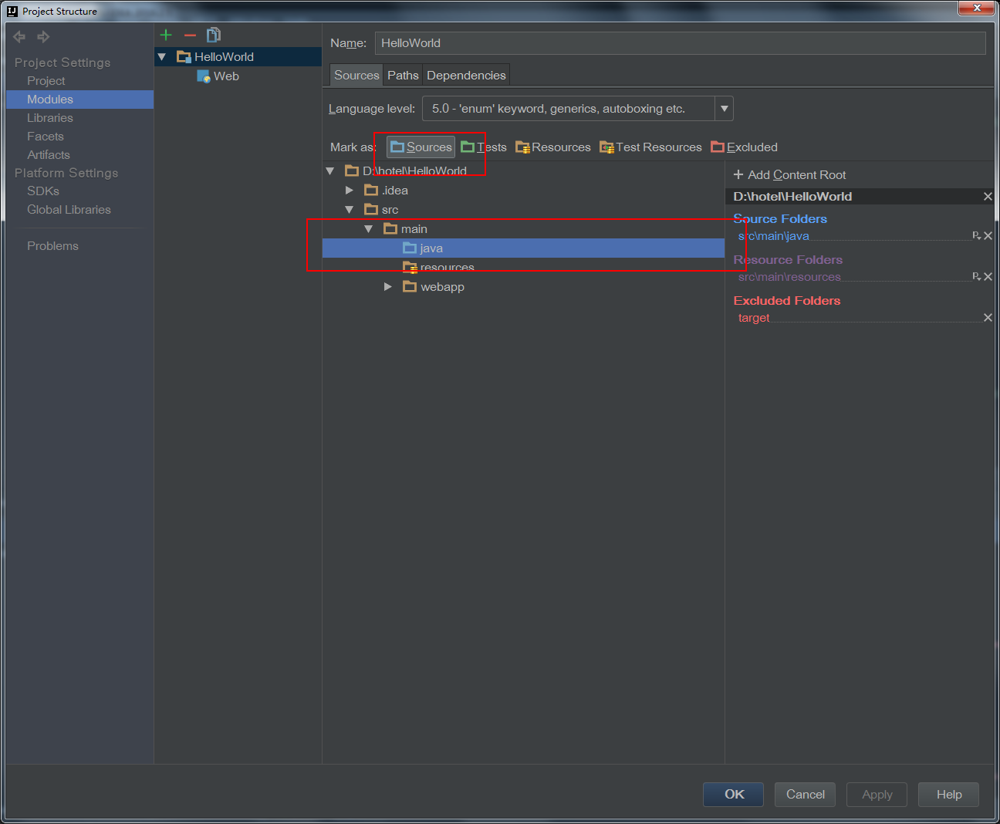 Project Structure
Project Settings
Project
Modules
Libraries
Facets
Artifacts
Platform Settings
SDKs
Global Libraries
Problems
HelloWorld
Web
Name: HelloWorld
Sources Paths Dependencies
Language level: 5.0 - 'enum' keyword, generics, autoboxing etc.
Mark as: Sources Tests Resources Test Resources Excluded
D:\hotel\HelloWorld
.idea
src
main
java
resources
webapp
+ Add Content Root
D:\hotel\HelloWorld
Source Folders
src\main\java
Resource Folders
src\main\resources
Excluded Folders
target
OK Cancel Apply Help